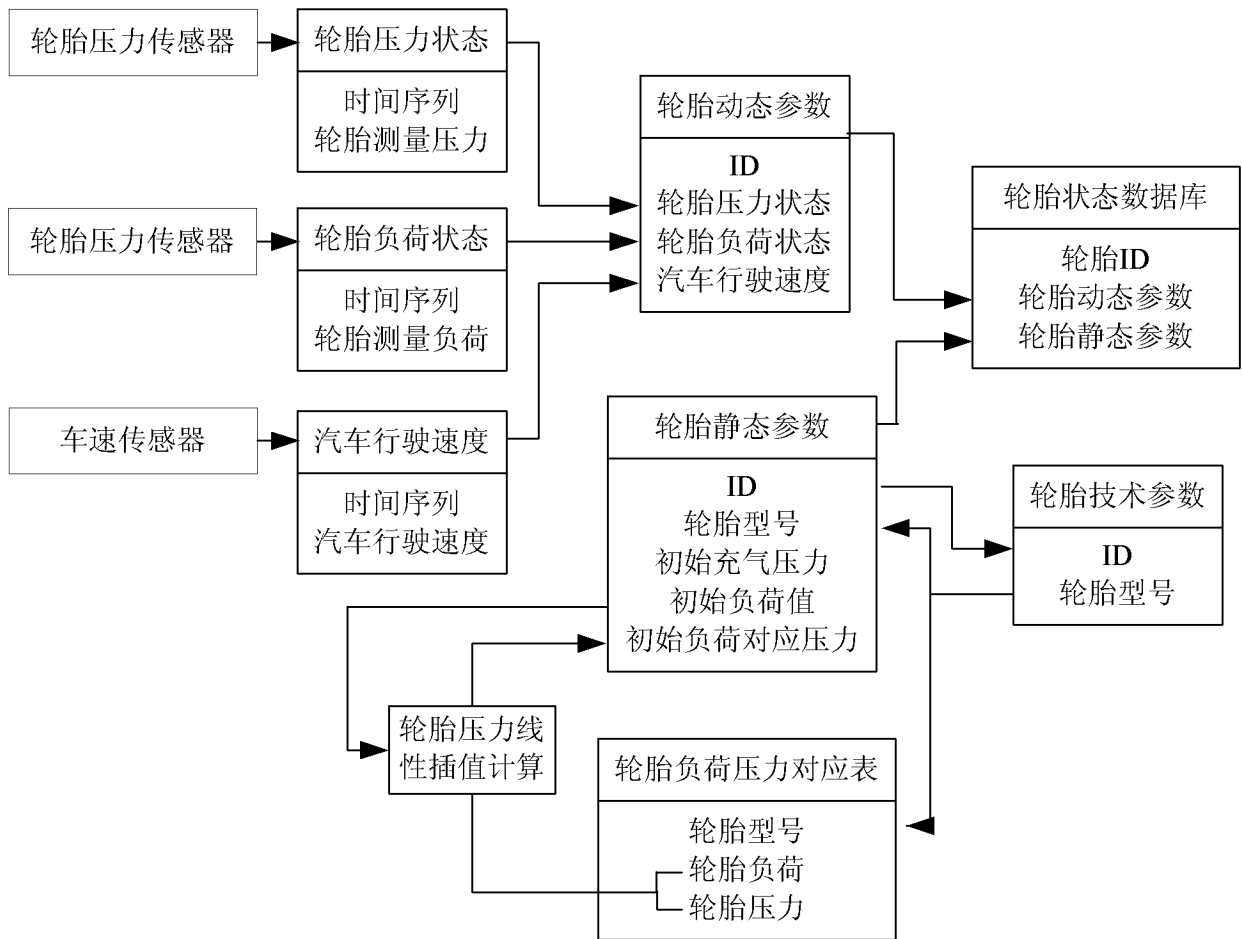 轮胎压力传感器
轮胎压力状态
时间序列
轮胎测量压力
轮胎压力传感器
轮胎负荷状态
时间序列
轮胎测量负荷
车速传感器
汽车行驶速度
时间序列
汽车行驶速度
轮胎动态参数
ID
轮胎压力状态
轮胎负荷状态
汽车行驶速度
轮胎状态数据库
轮胎ID
轮胎动态参数
轮胎静态参数
轮胎静态参数
ID
轮胎型号
初始充气压力
初始负荷值
初始负荷对应压力
轮胎技术参数
ID
轮胎型号
轮胎压力线
性插值计算
轮胎负荷压力对应表
轮胎型号
轮胎负荷
轮胎压力